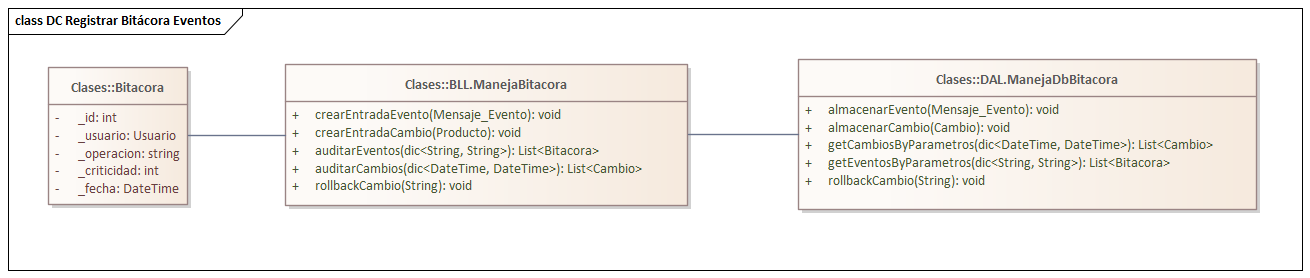 class DC Registrar Bitácora Eventos
Clases::Bitacora
- _id: int
- _usuario: Usuario
- _operacion: string
- _criticidad: int
- _fecha: DateTime
Clases::BLL.ManejaBitacora
+ crearEntradaEvento(Mensaje_Evento): void
+ crearEntradaCambio(Producto): void
+ auditarEventos(dic<String, String>): List<Bitacora>
+ auditarCambios(dic<DateTime, DateTime>): List<Cambio>
+ rollbackCambio(String): void
Clases::DAL.ManejaDbBitacora
+ almacenarEvento(Mensaje_Evento): void
+ almacenarCambio(Cambio): void
+ getCambiosByParametros(dic<DateTime, DateTime>): List<Cambio>
+ getEventosByParametros(dic<String, String>): List<Bitacora>
+ rollbackCambio(String): void